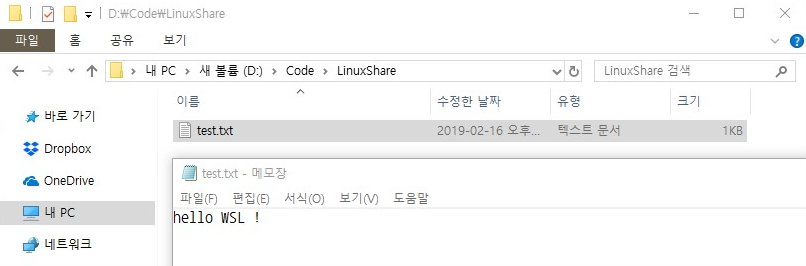 D:₩Code₩LinuxShare
파일 홈 공유 보기
내 PC > 새 볼륨 (D:) > Code > LinuxShare
LinuxShare 검색
이름 수정한 날짜 유형 크기
바로 가기
test.txt 2019-02-16 오후... 텍스트 문서 1KB
Dropbox
test.txt - 메모장
OneDrive
파일(F) 편집(E) 서식(O) 보기(V) 도움말
내 PC
hello WSL !
네트워크